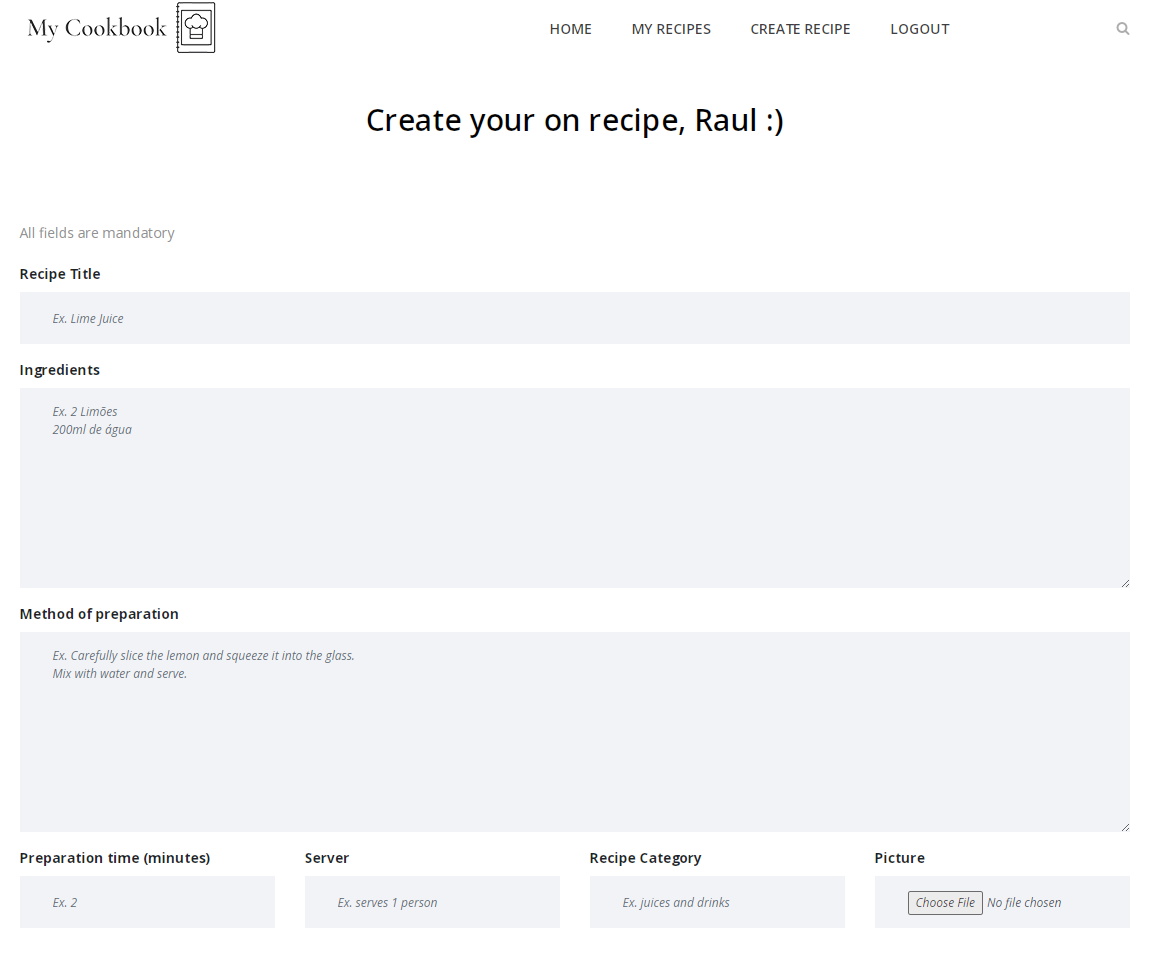 My Cookbook
HOME MY RECIPES CREATE RECIPE LOGOUT
Create your on recipe, Raul :)
All fields are mandatory
Recipe Title
Ex. Lime Juice
Ingredients
Ex. 2 Limões
200ml de água
Method of preparation
Ex. Carefully slice the lemon and squeeze it into the glass.
Mix with water and serve.
Preparation time (minutes) Server Recipe Category Picture
Ex. 2 Ex. serves 1 person Ex. juices and drinks Choose File No file chosen